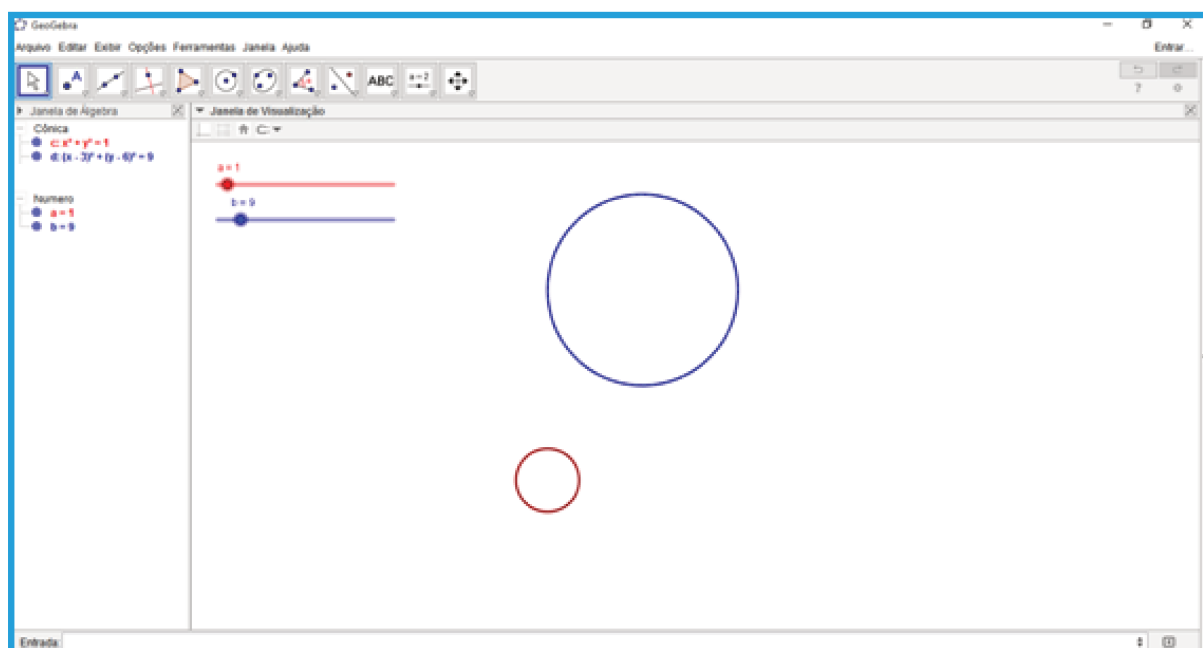 GeoGebra
Arquivo Editar Exibir Opções Ferramentas Janela Ajuda
Entrar...
ABC
a=2
Janela de Álgebra
Janela de Visualização
Cônica
c: x² + y² = 1
d: (x - 3)² + (y - 6)² = 9
Numero
a = 1
b = 9
a = 1
b = 9
Entrada: